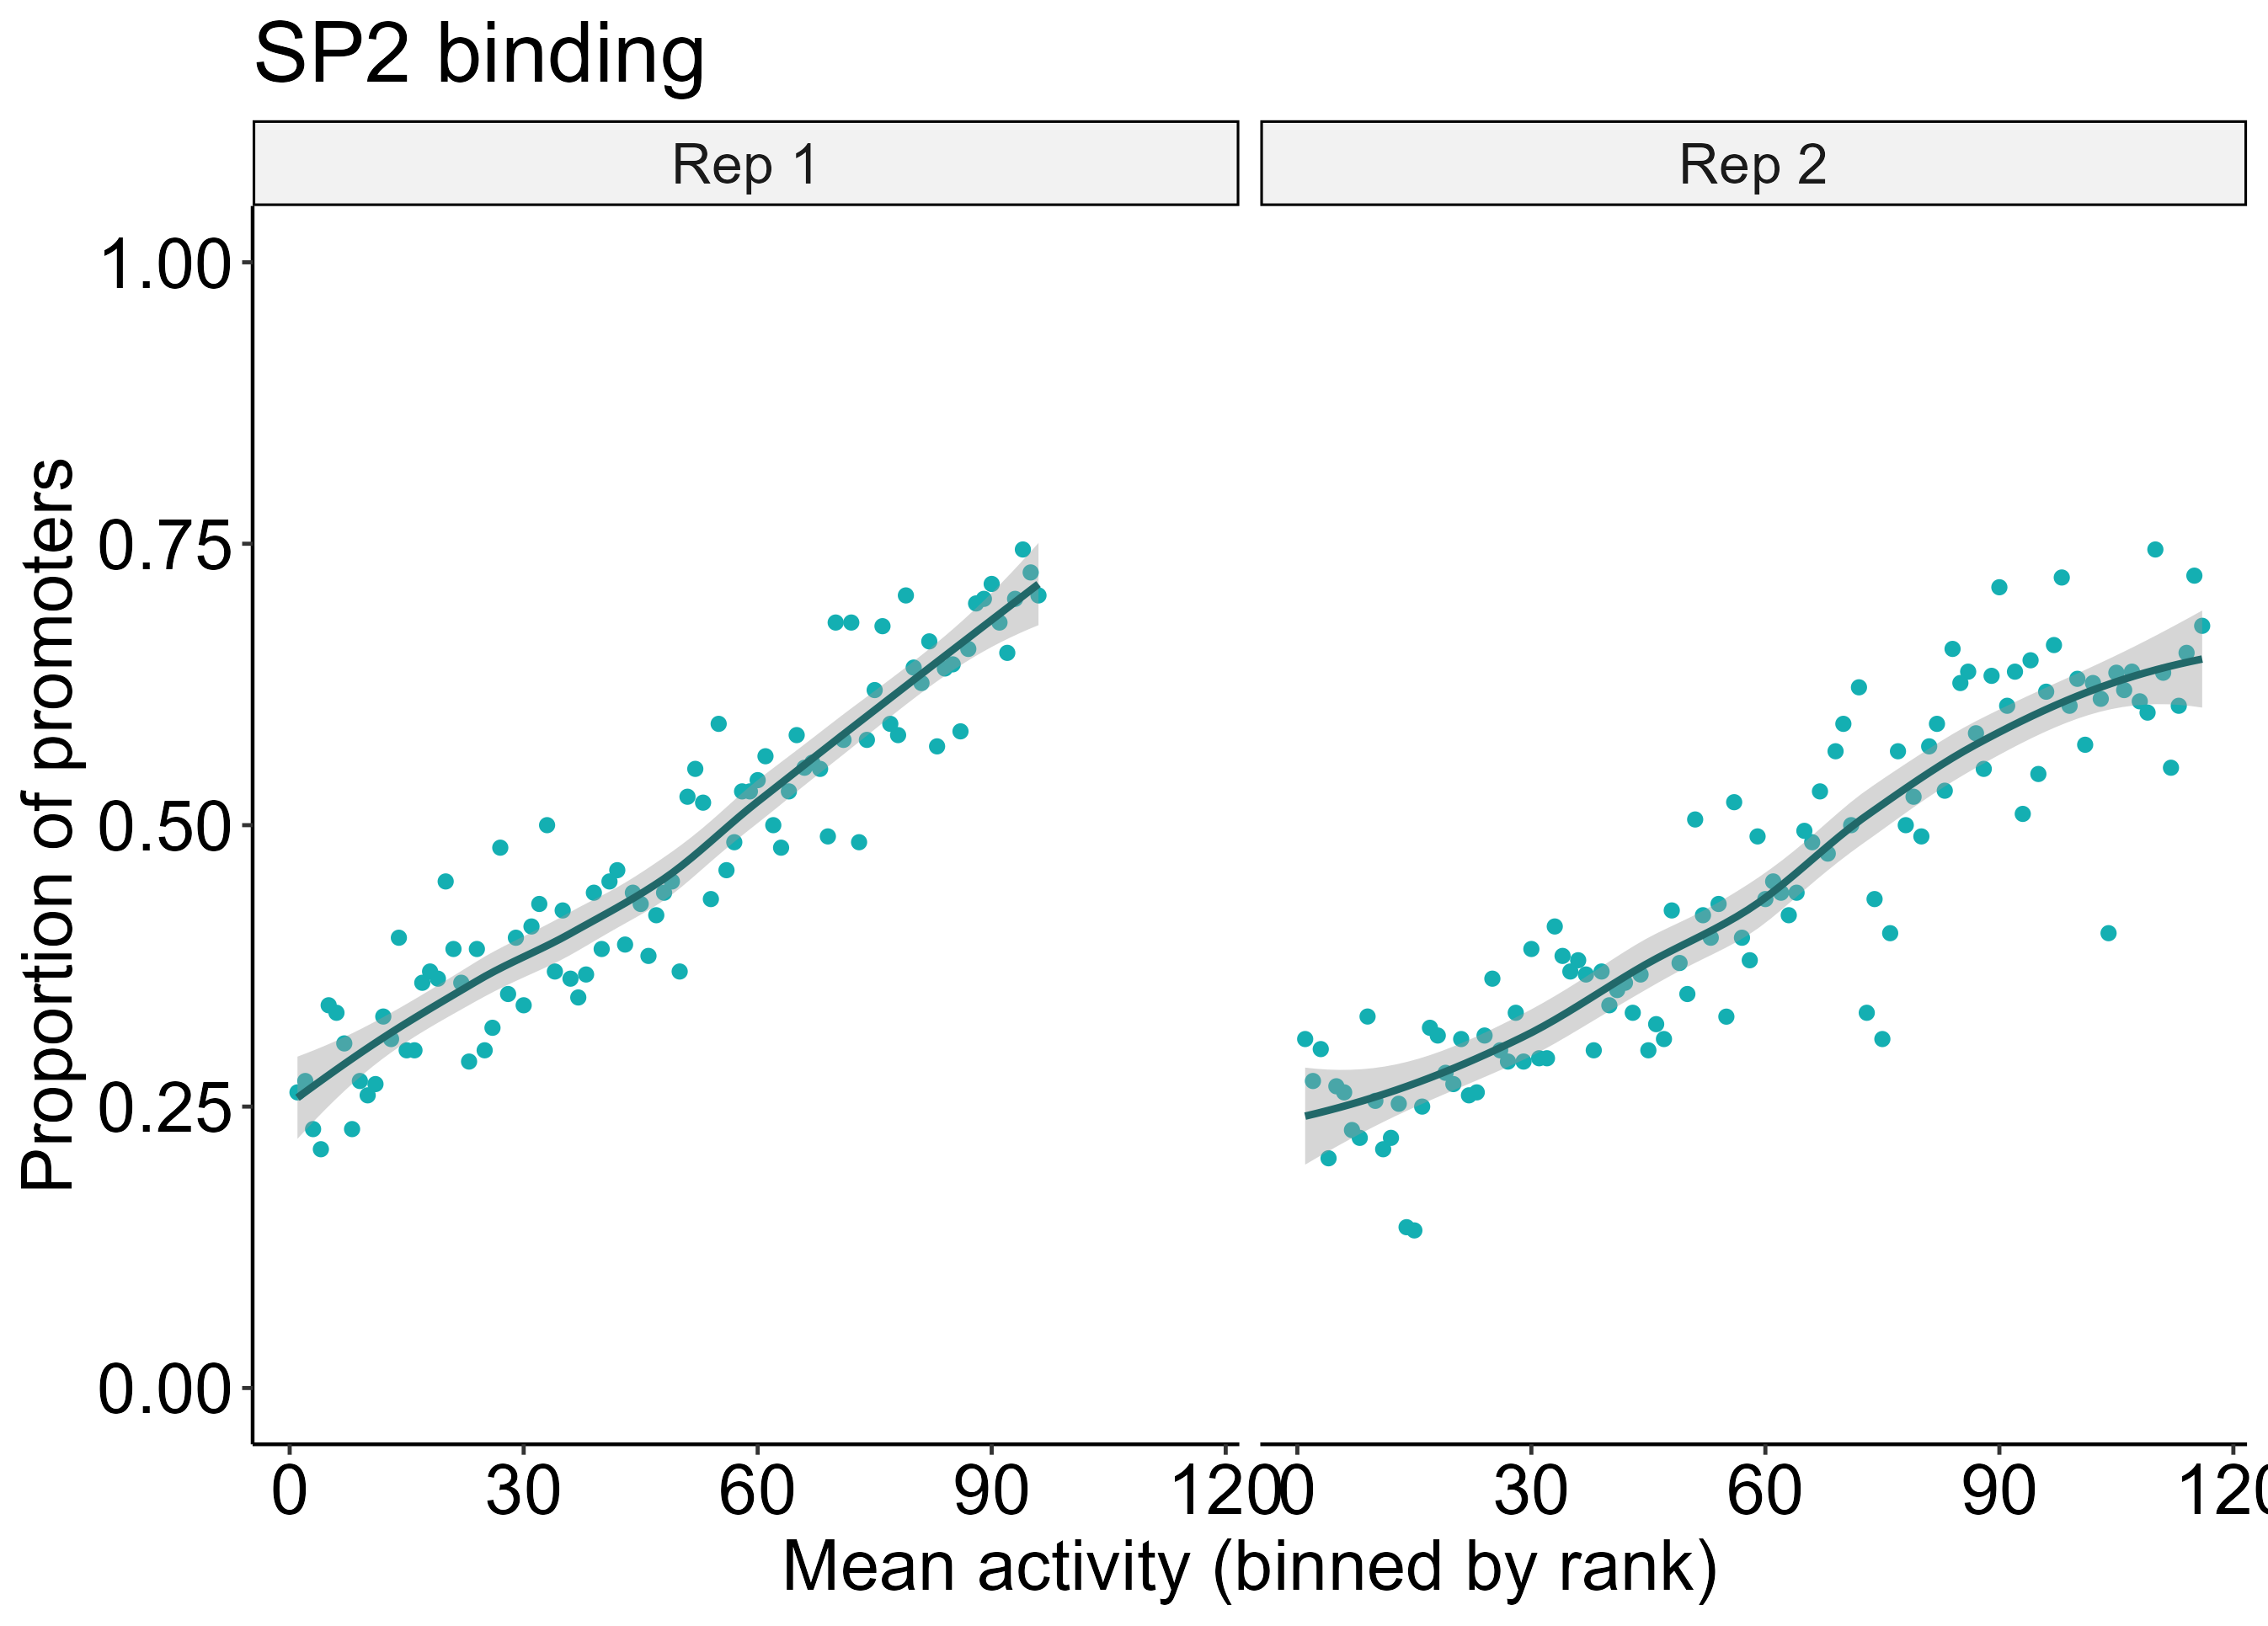 SP2 binding
Rep 1
Rep 2
1.00
0.75
0.50
0.25
0.00
Proportion of promoters
0 30 60 90 120
0 30 60 90 120
Mean activity (binned by rank)